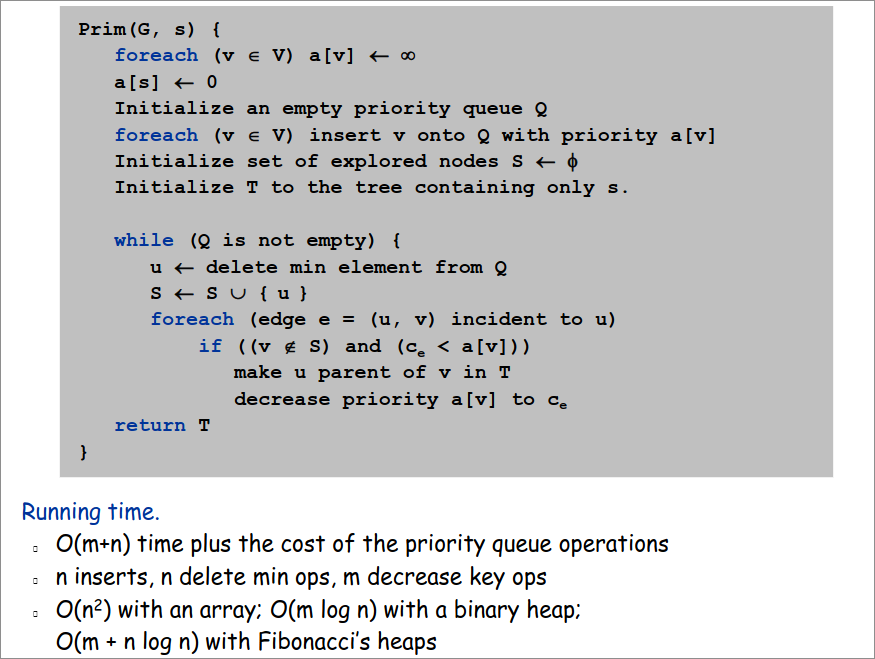 Prim(G, s) {
foreach (v ∈ V) a[v] ← ∞
a[s] ← 0
Initialize an empty priority queue Q
foreach (v ∈ V) insert v onto Q with priority a[v]
Initialize set of explored nodes S ← ϕ
Initialize T to the tree containing only s.
while (Q is not empty) {
u ← delete min element from Q
S ← S ∪ { u }
foreach (edge e = (u, v) incident to u)
if ((v ∉ S) and (cₑ < a[v]))
make u parent of v in T
decrease priority a[v] to cₑ
return T
}
Running time.
▫ O(m+n) time plus the cost of the priority queue operations
▫ n inserts, n delete min ops, m decrease key ops
▫ O(n²) with an array; O(m log n) with a binary heap;
O(m + n log n) with Fibonacci's heaps